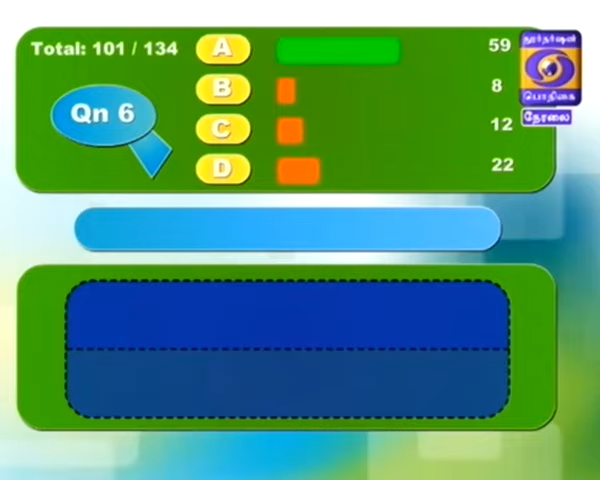 Total: 101 / 134
A
59
தூர்தர்ஷன்
B
8
Qn 6
பொதிகை
C
12
நேரலை
D
22